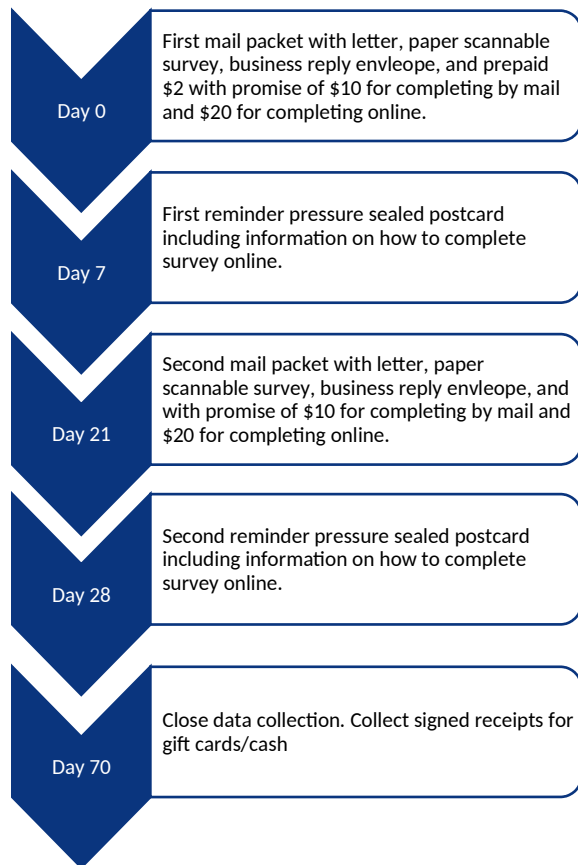 Day 0
First mail packet with letter, paper scannable
survey, business reply envleope, and prepaid
$2 with promise of $10 for completing by mail
and $20 for completing online.
Day 7
First reminder pressure sealed postcard
including information on how to complete
survey online.
Day 21
Second mail packet with letter, paper
scannable survey, business reply envleope, and
with promise of $10 for completing by mail and
$20 for completing online.
Day 28
Second reminder pressure sealed postcard
including information on how to complete
survey online.
Day 70
Close data collection. Collect signed receipts for
gift cards/cash